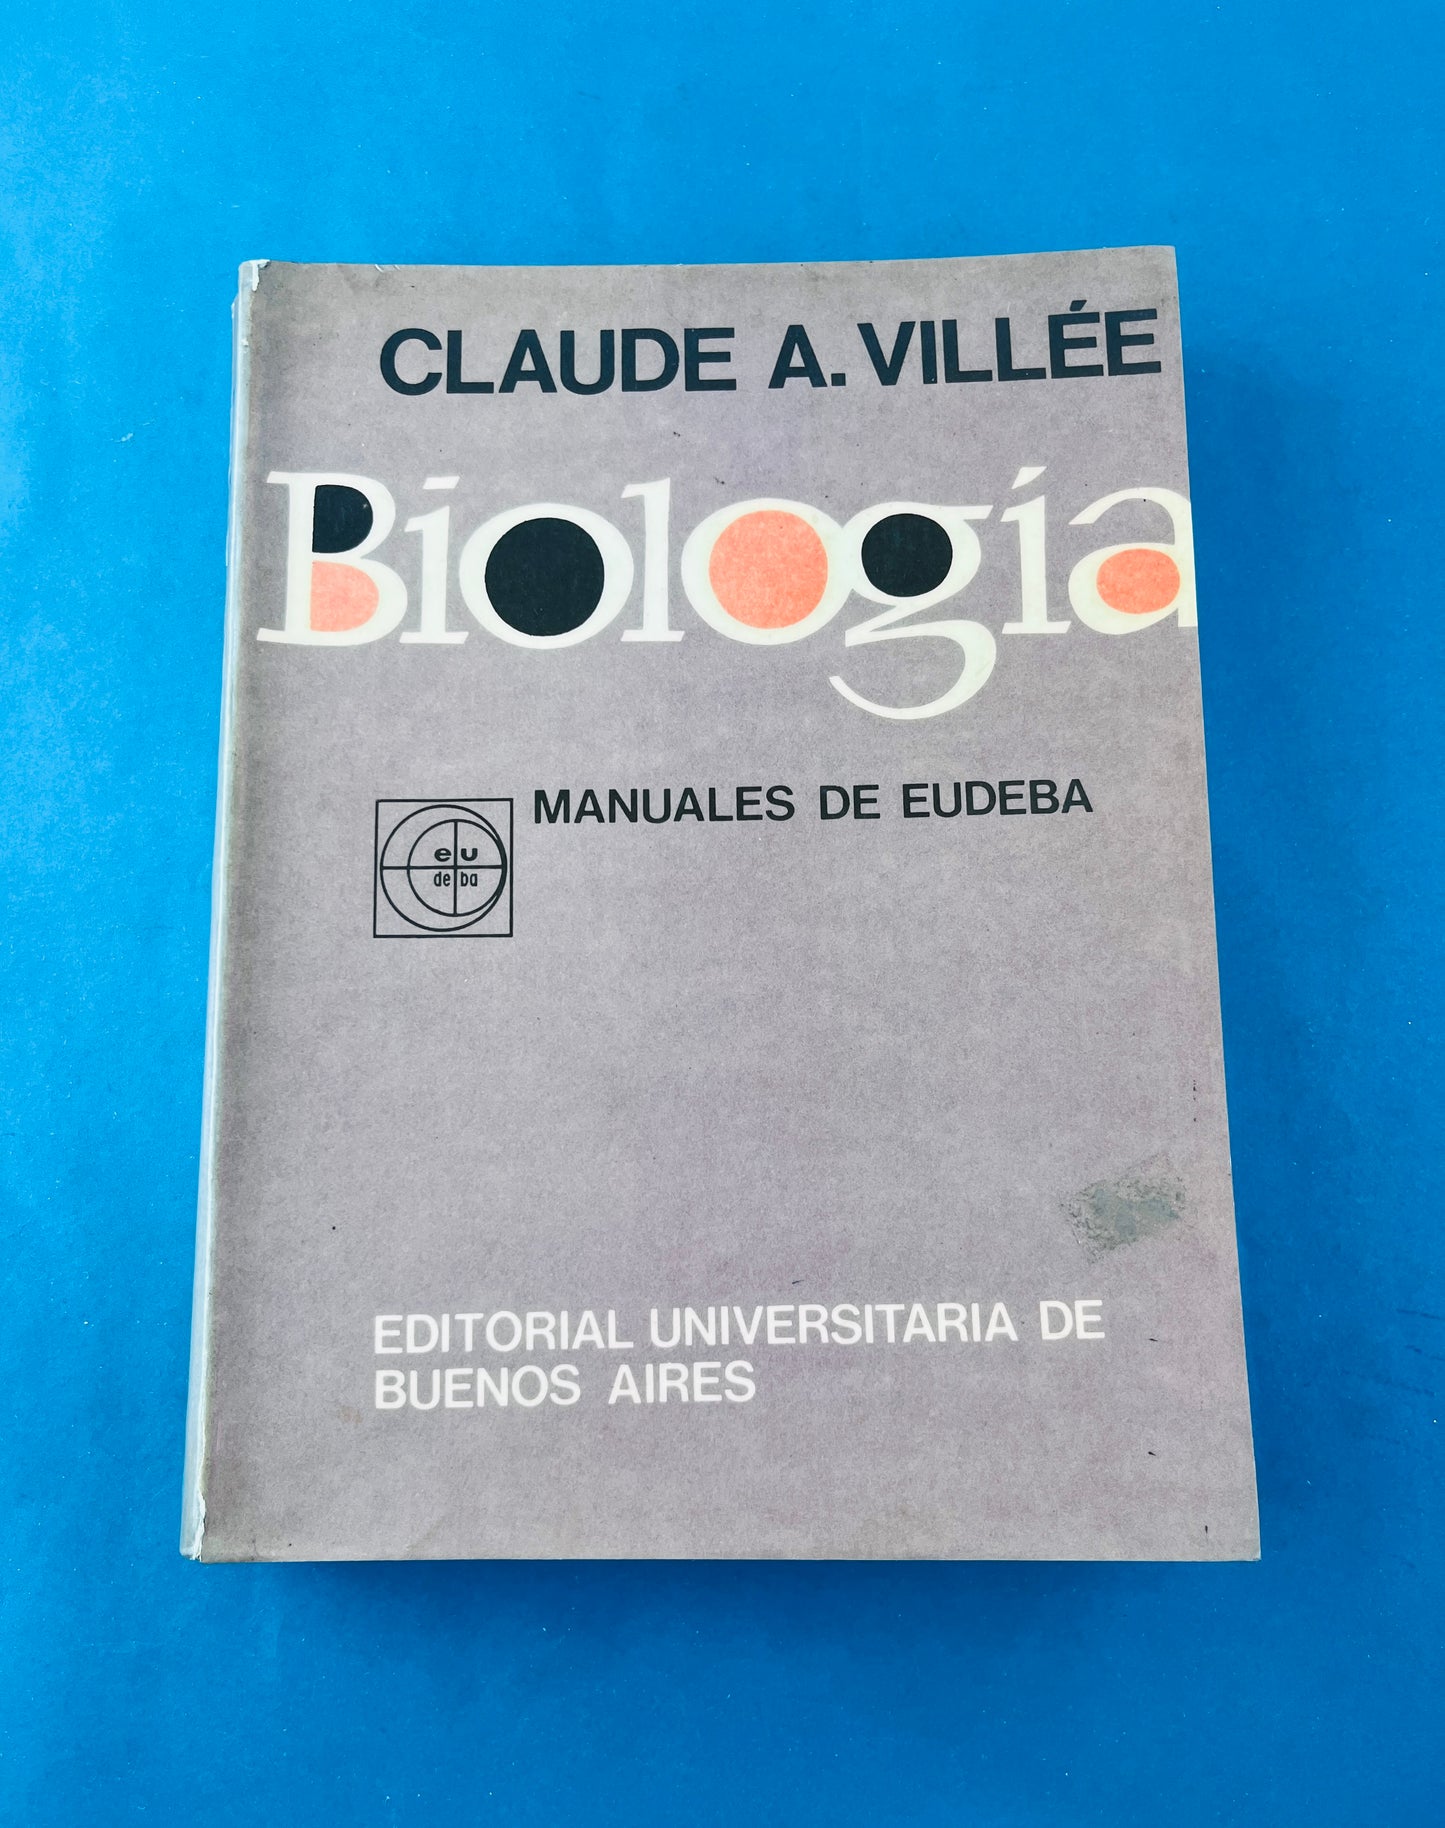 CLAUDE A. VILLÉE
Biología
MANUALES DE EUDEBA
eu
de ba
EDITORIAL UNIVERSITARIA DE
BUENOS AIRES